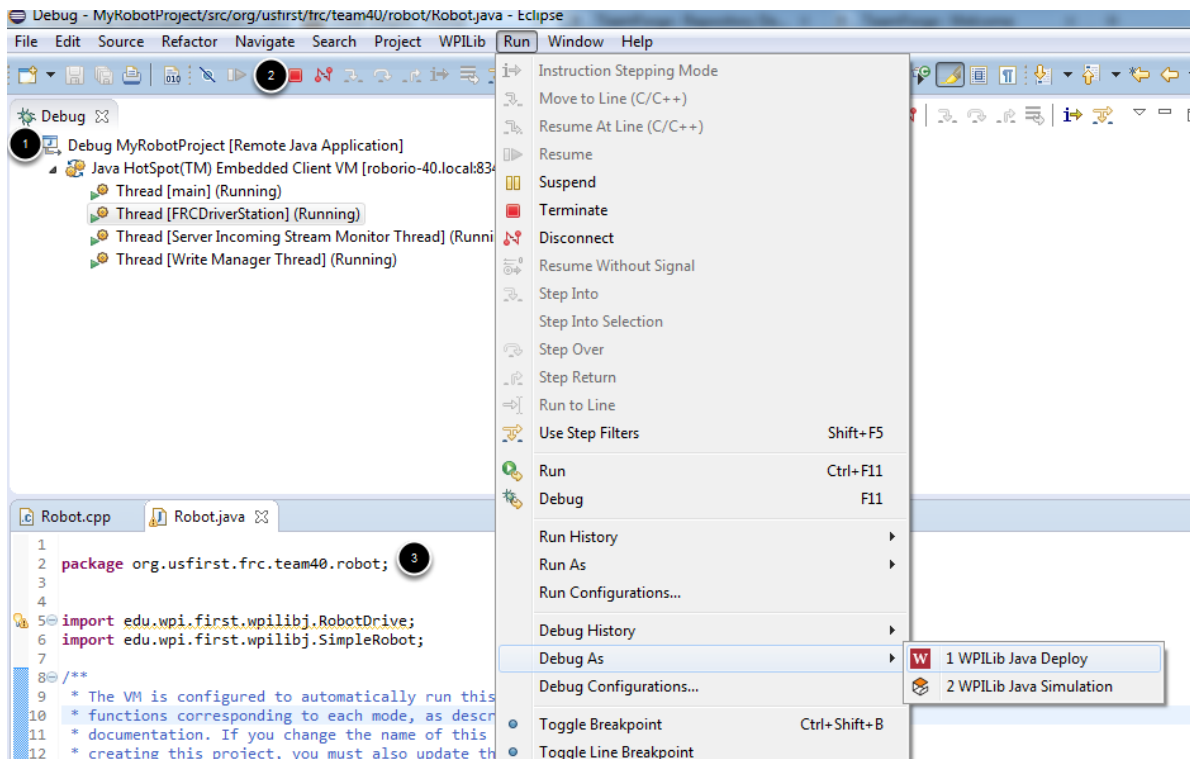 Debug - MyRobotProject/src/org/usfirst/frc/team40/robot/Robot.java - Eclipse
File Edit Source Refactor Navigate Search Project WPILib Run Window Help
2
Debug
1
Debug MyRobotProject [Remote Java Application]
Java HotSpot(TM) Embedded Client VM [roborio-40.local:834
Thread [main] (Running)
Thread [FRCDriverStation] (Running)
Thread [Server Incoming Stream Monitor Thread] (Runni
Thread [Write Manager Thread] (Running)
Instruction Stepping Mode
Move to Line (C/C++)
Resume At Line (C/C++)
Resume
Suspend
Terminate
Disconnect
Resume Without Signal
Step Into
Step Into Selection
Step Over
Step Return
Run to Line
Use Step Filters Shift+F5
Run Ctrl+F11
Debug F11
Run History
Run As
Run Configurations...
Debug History
Debug As
Debug Configurations...
Toggle Breakpoint Ctrl+Shift+B
Toggle Line Breakpoint
W 1 WPILib Java Deploy
2 WPILib Java Simulation
Robot.cpp Robot.java
1
2 package org.usfirst.frc.team40.robot; 3
3
4
5 import edu.wpi.first.wpilibj.RobotDrive;
6 import edu.wpi.first.wpilibj.SimpleRobot;
7
8 /**
9 * The VM is configured to automatically run this
10 * functions corresponding to each mode, as descr
11 * documentation. If you change the name of this
12 * creating this project, you must also update th